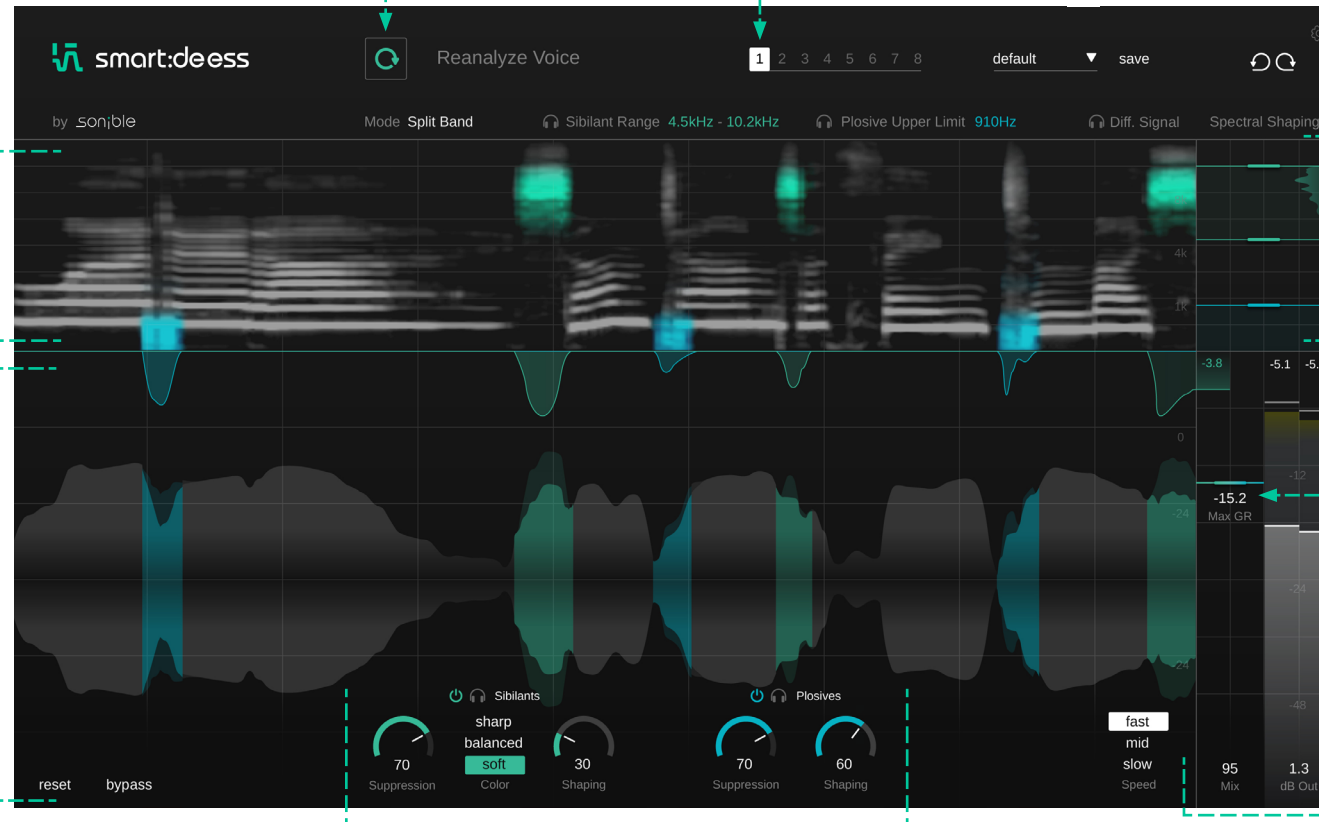 smart:deess
Reanalyze Voice
1 2 3 4 5 6 7 8
default ▼ save
by sonible
Mode Split Band
Sibilant Range 4.5kHz - 10.2kHz
Plosive Upper Limit 910Hz
Diff. Signal
Spectral Shaping
4k
1k
-3.8
-5.1 -5.
0
-12
-15.2
Max GR
-24
-24
-24
-48
Sibilants
Plosives
sharp
balanced
soft
Color
70
Suppression
30
Shaping
70
Suppression
60
Shaping
fast
mid
slow
Speed
reset bypass
95
Mix
1.3
dB Out